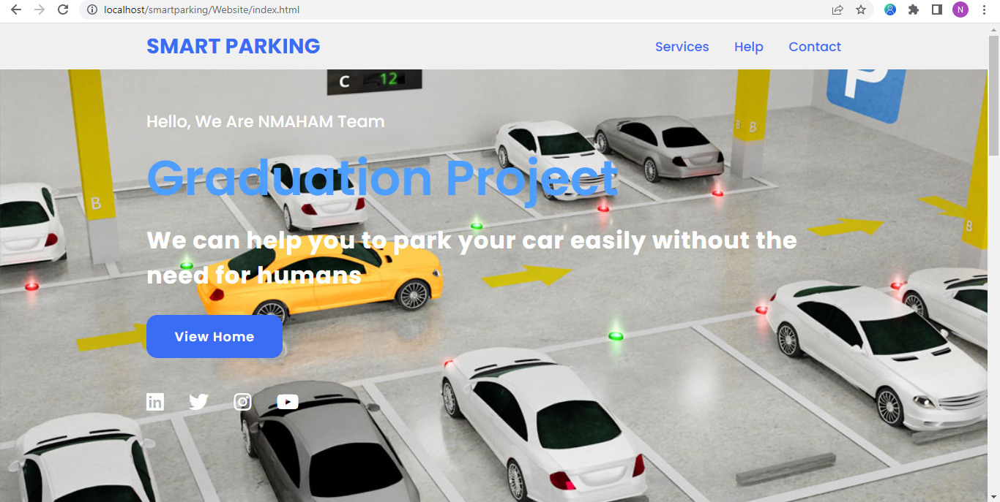 localhost/smartparking/Website/index.html
N
SMART PARKING
Services Help Contact
C 12
P
Hello, We Are NMAHAM Team
B B
Graduation Project
B
B
We can help you to park your car easily without the
need for humans
View Home
in